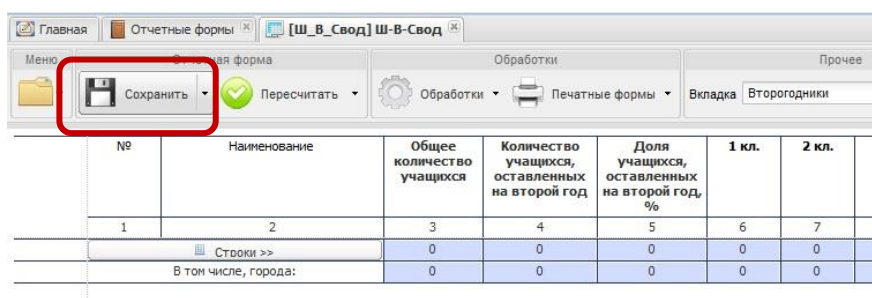 Главная Отчетные формы [Ш_В_Свод] Ш-В-Свод
Меню Отчетная форма Обработки Прочее
Сохранить Пересчитать Обработки Печатные формы Вкладка Второгодники
№ Наименование Общее количество учащихся Количество учащихся, оставленных на второй год Доля учащихся, оставленных на второй год, % 1 кл. 2 кл.
1 2 3 4 5 6 7
Строки >> 0 0 0 0 0
В том числе, города: 0 0 0 0 0